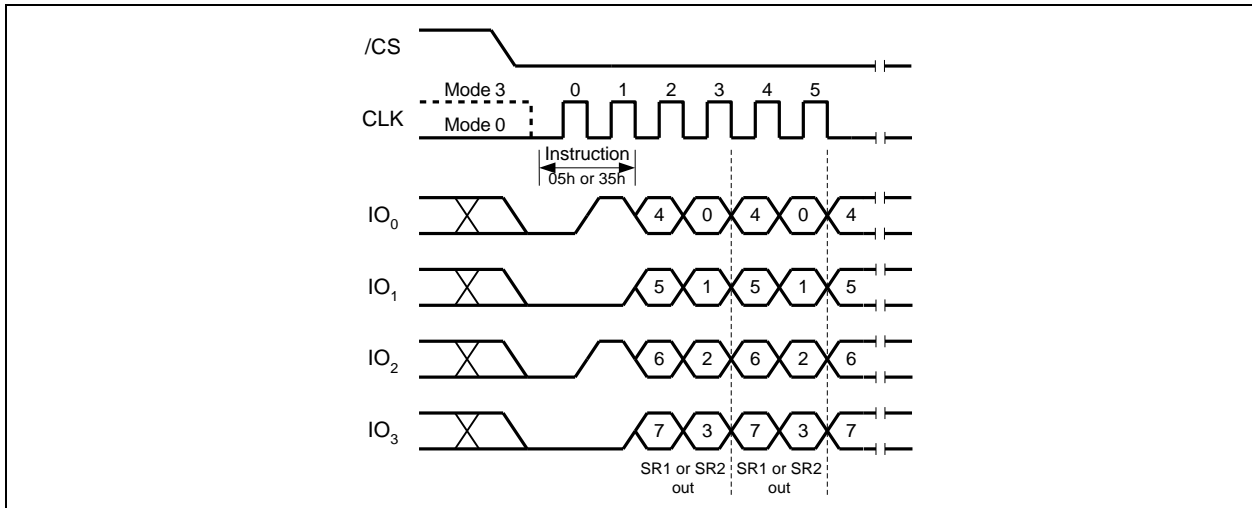 /CS
Mode 3 0 1 2 3 4 5
CLK
Mode 0
Instruction
05h or 35h
IO0 4 0 4 0 4
IO1 5 1 5 1 5
IO2 6 2 6 2 6
IO3 7 3 7 3 7
SR1 or SR2 SR1 or SR2
out out